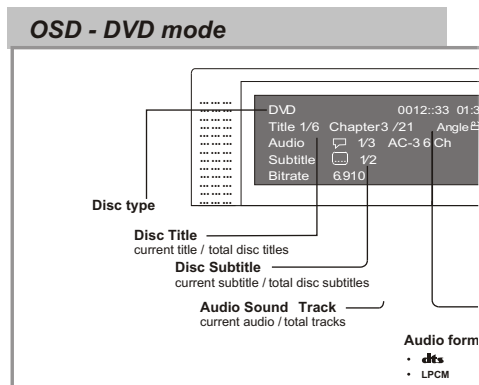 OSD - DVD mode
DVD 0012::33 01:3
Title 1/6 Chapter3 /21 Angle
Audio 1/3 AC-3 6 Ch
Subtitle .... 1/2
Bitrate 6.910
Disc type
Disc Title
current title / total disc titles
Disc Subtitle
current subtitle / total disc subtitles
Audio Sound Track
current audio / total tracks
Audio form
• dts
• LPCM